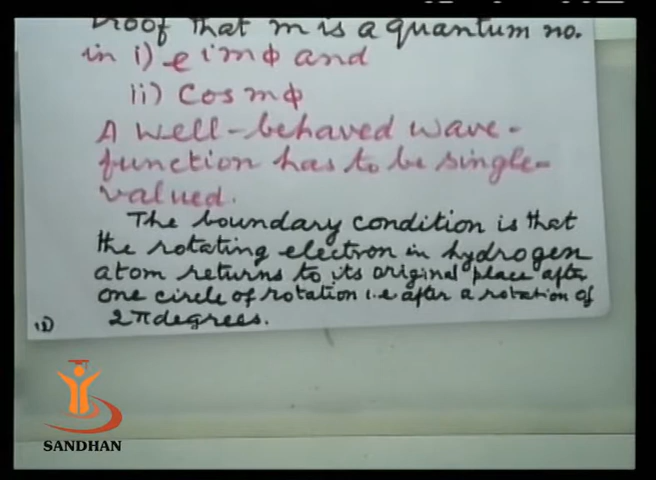 Proof that m is a quantum no.
in i) e^imϕ and
ii) Cos mϕ
A well-behaved wave-
function has to be single-
valued.
The boundary condition is that
the rotating electron in hydrogen
atom returns to its original place after
one circle of rotation i.e after a rotation of
2π degrees.
SANDHAN